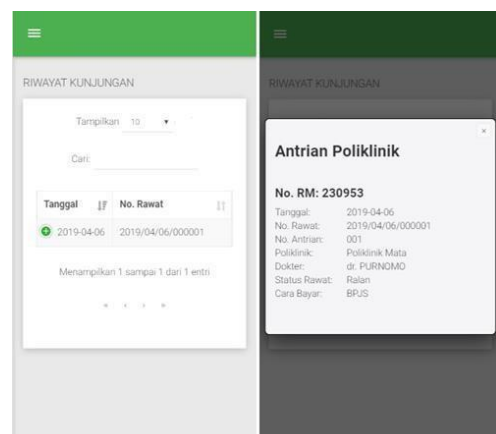 RIWAYAT KUNJUNGAN
Tampilkan 10
Cari:
Tanggal No. Rawat
2019-04-06 2019/04/06/000001
Menampilkan 1 sampai 1 dari 1 entri
« ‹ › »
RIWAYAT KUNJUNGAN
×
Antrian Poliklinik
No. RM: 230953
Tanggal: 2019-04-06
No. Rawat: 2019/04/06/000001
No. Antrian: 001
Poliklinik: Poliklinik Mata
Dokter: dr. PURNOMO
Status Rawat: Ralan
Cara Bayar: BPJS